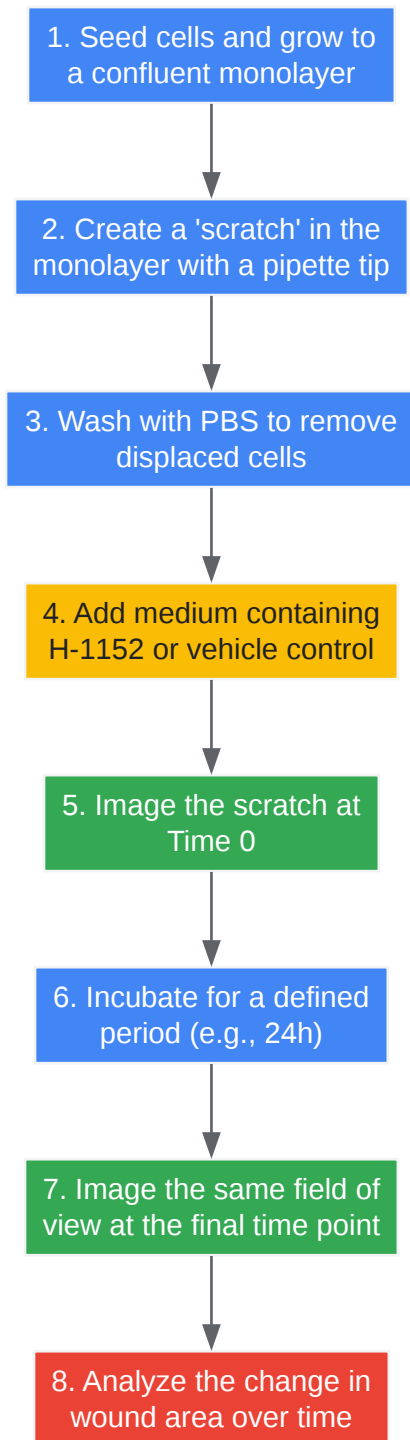 1. Seed cells and grow to
a confluent monolayer
2. Create a 'scratch' in the
monolayer with a pipette tip
3. Wash with PBS to remove
displaced cells
4. Add medium containing
H-1152 or vehicle control
5. Image the scratch at
Time 0
6. Incubate for a defined
period (e.g., 24h)
7. Image the same field of
view at the final time point
8. Analyze the change in
wound area over time